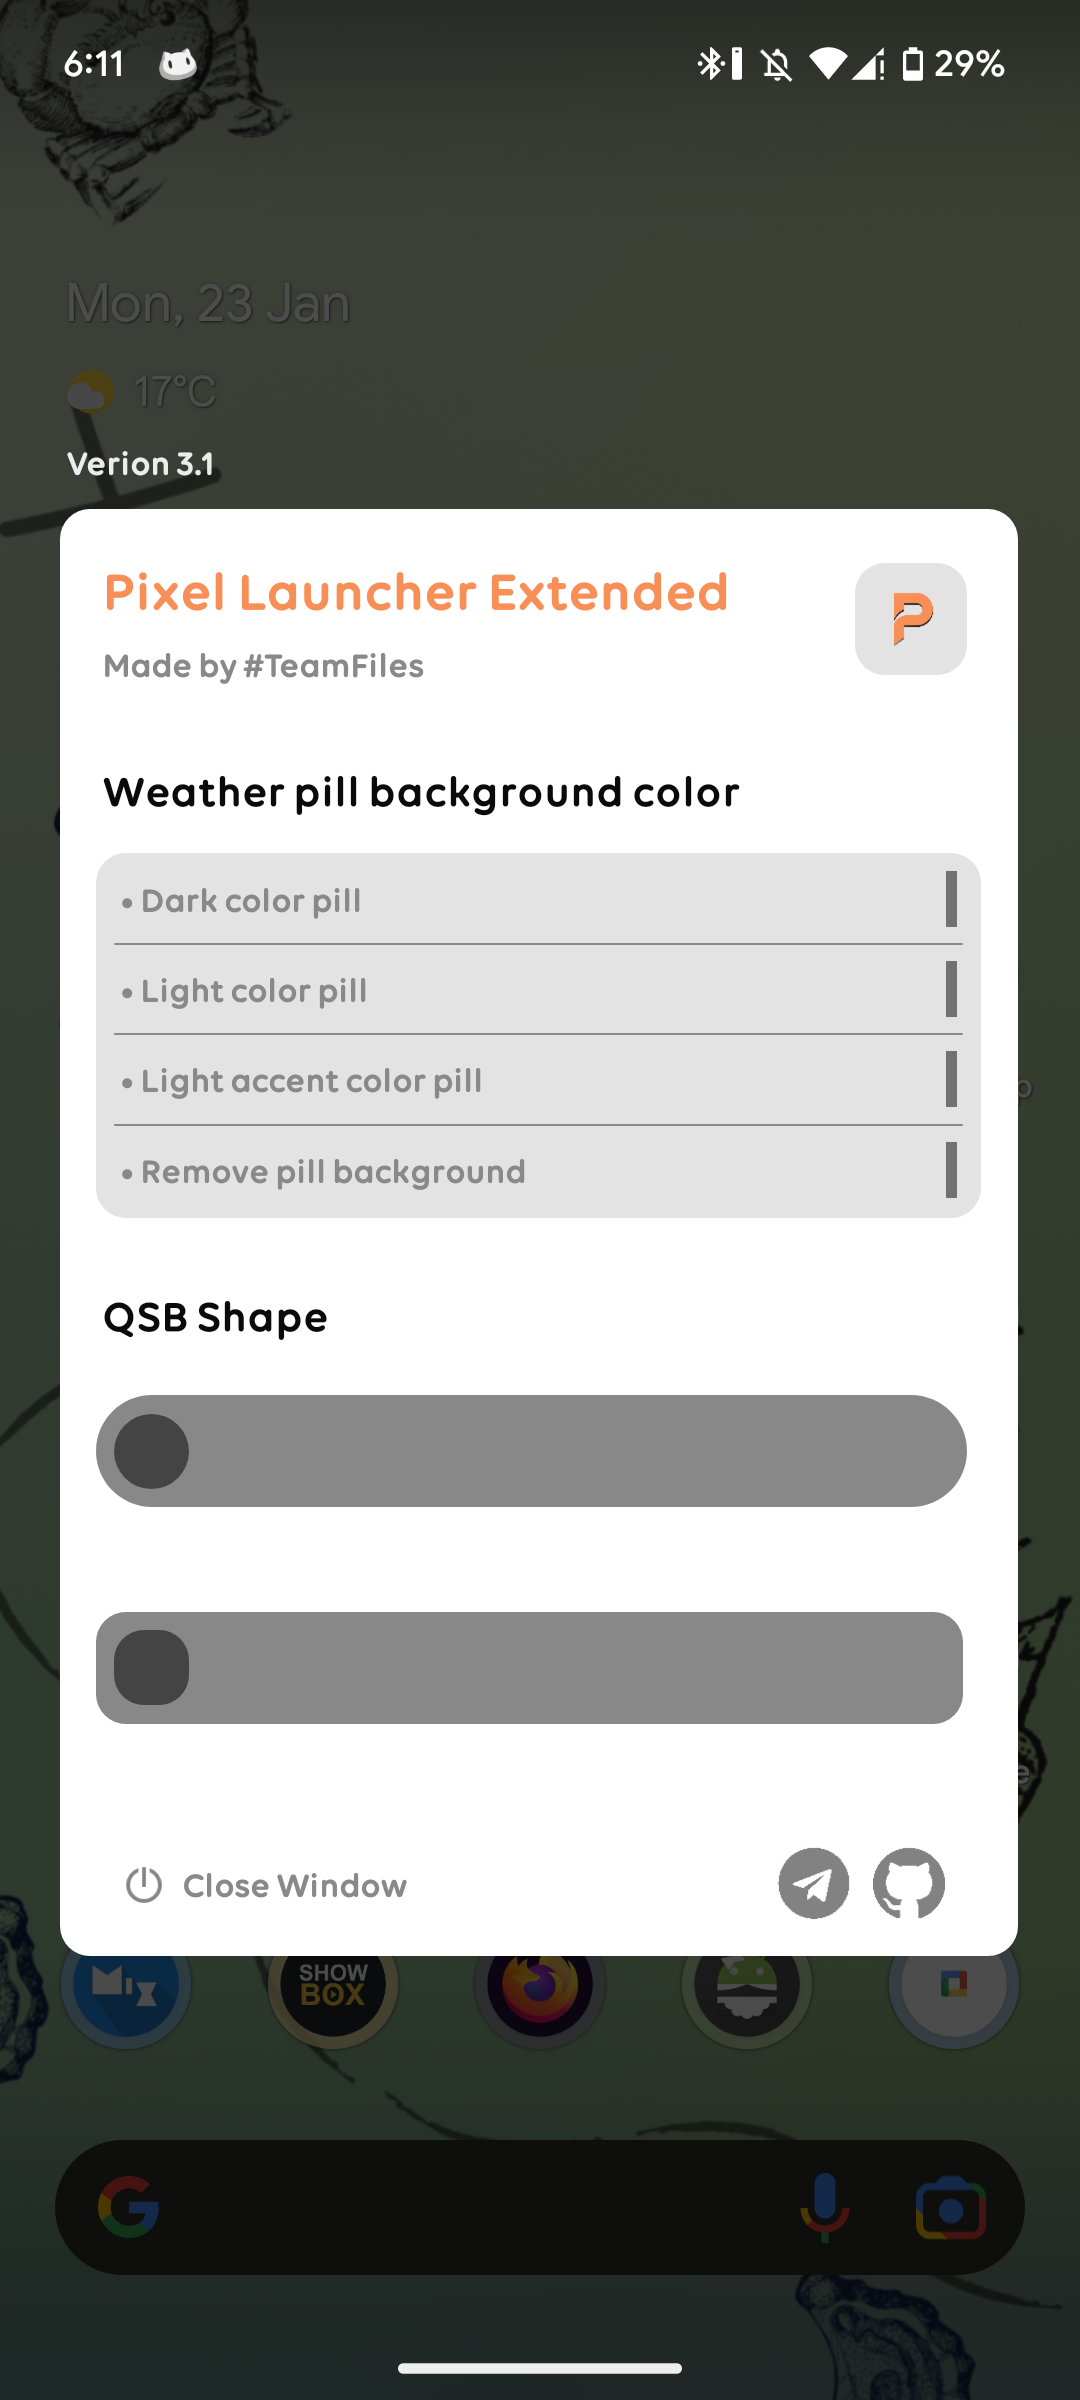 6:11
29%
Mon, 23 Jan
17°C
Verion 3.1
Pixel Launcher Extended
Made by #TeamFiles
Weather pill background color
• Dark color pill
• Light color pill
• Light accent color pill
• Remove pill background
QSB Shape
Close Window
SHOW
BOX